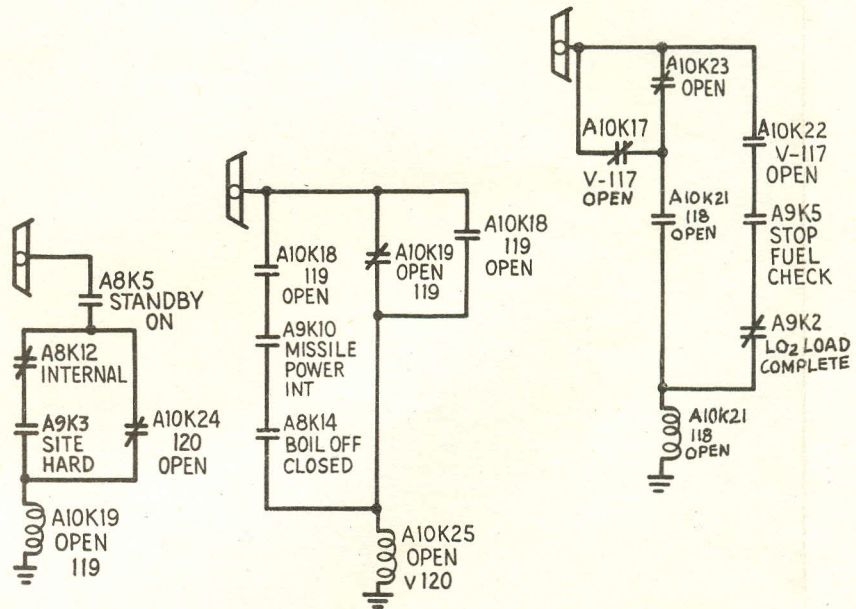 A8K5
STANDBY
ON
A8K12
INTERNAL
A9K3
SITE
HARD
A10K24
120
OPEN
A10K19
OPEN
119
A10K18
119
OPEN
A9K10
MISSILE
POWER
INT
A8K14
BOIL OFF
CLOSED
A10K19
OPEN
119
A10K18
119
OPEN
A10K25
OPEN
V120
A10K23
OPEN
A10K17
V-117
OPEN
A10K21
118
OPEN
A10K22
V-117
OPEN
A9K5
STOP
FUEL
CHECK
A9K2
LO₂ LOAD
COMPLETE
A10K21
118
OPEN